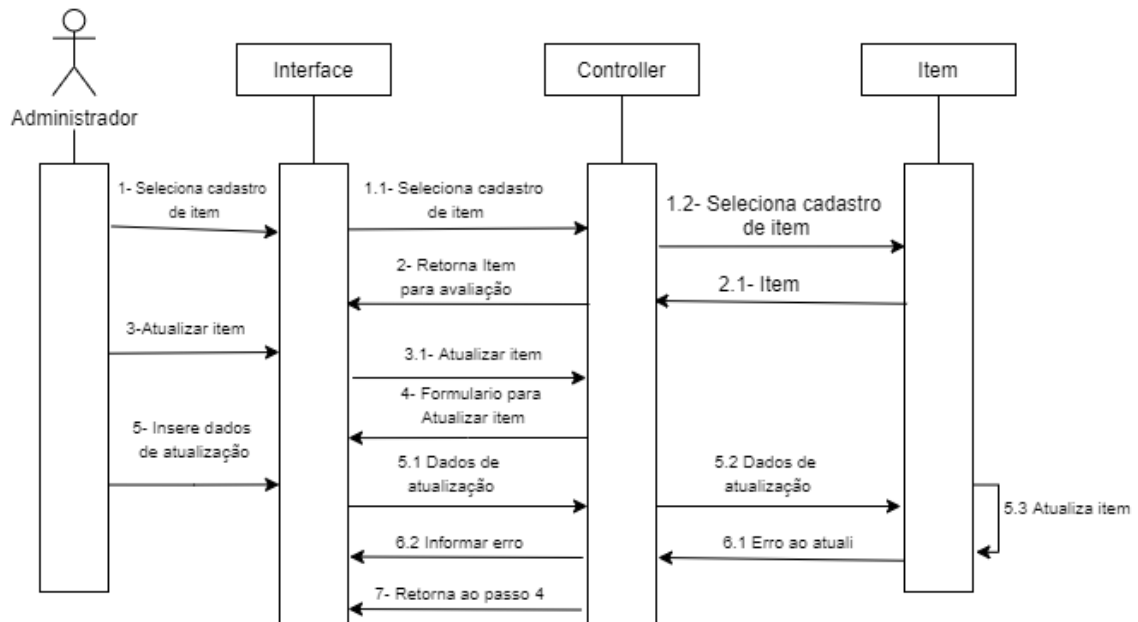 Administrador
Interface
Controller
Item
1- Seleciona cadastro
de item
1.1- Seleciona cadastro
de item
1.2- Seleciona cadastro
de item
2- Retorna Item
para avaliação
2.1- Item
3-Atualizar item
3.1- Atualizar item
4- Formulario para
Atualizar item
5- Insere dados
de atualização
5.1 Dados de
atualização
5.2 Dados de
atualização
5.3 Atualiza item
6.2 Informar erro
6.1 Erro ao atuali
7- Retorna ao passo 4